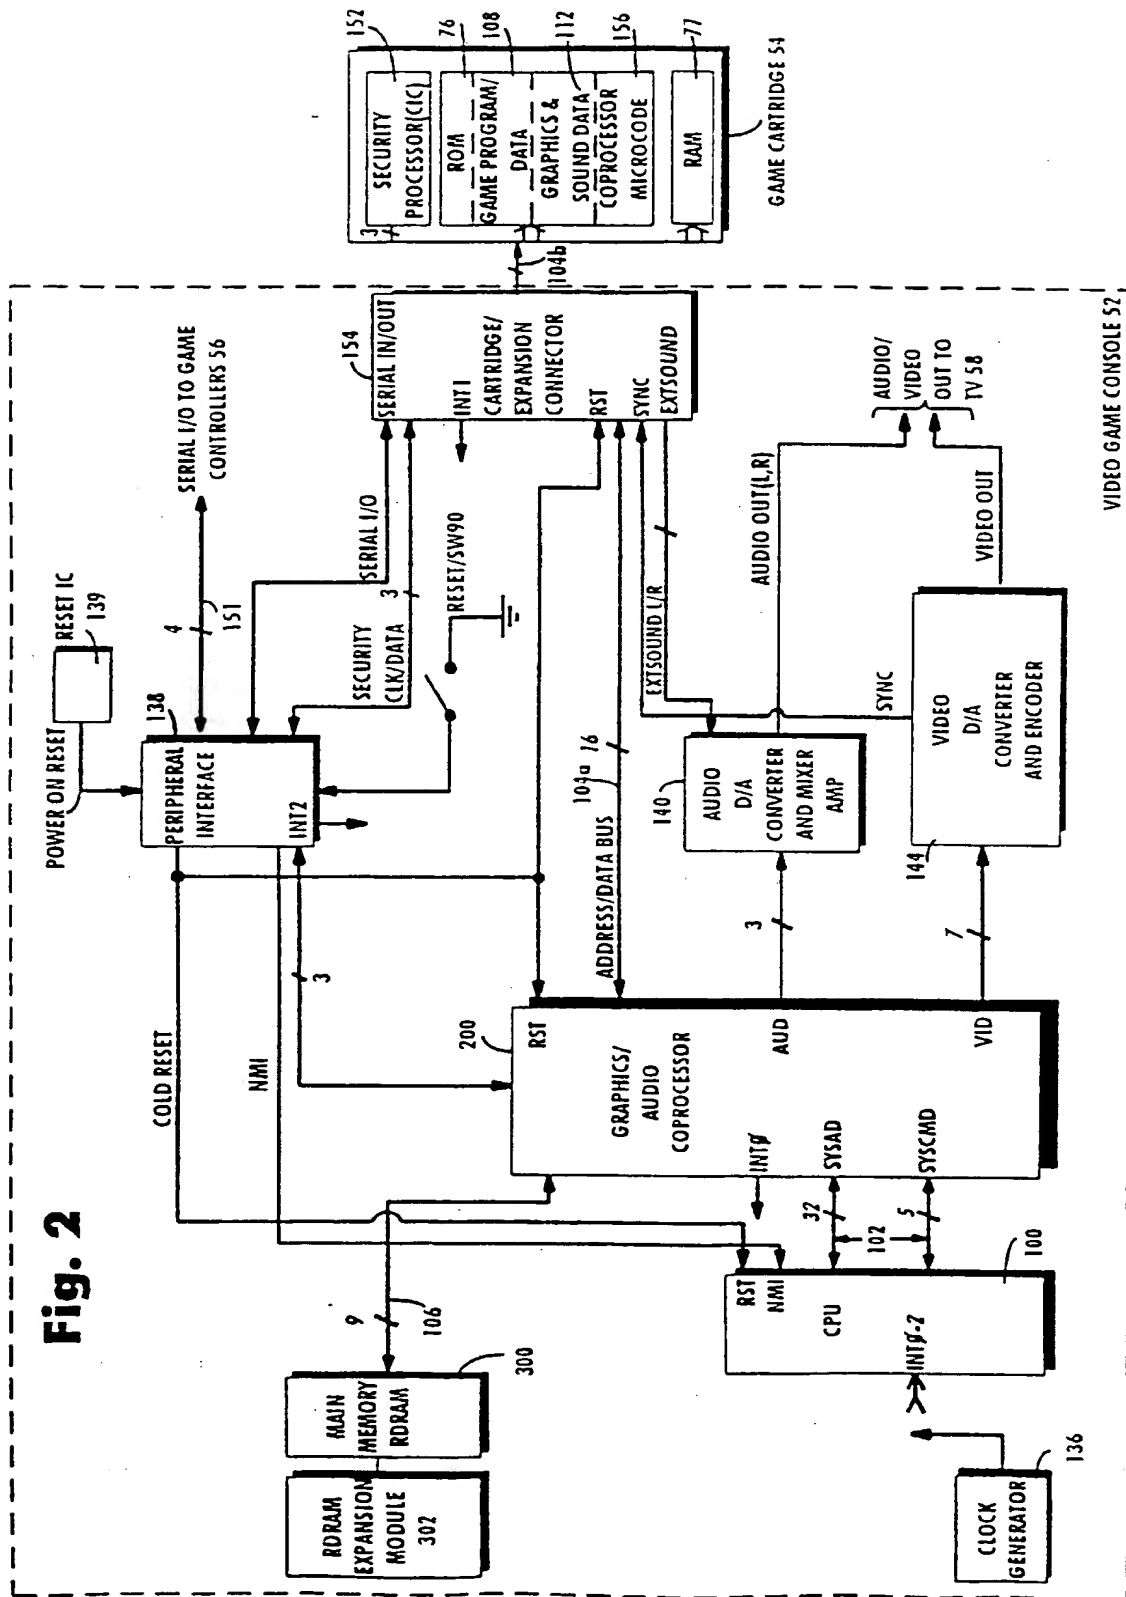 Fig. 2
POWER ON RESET
RESET IC
139
138
PERIPHERAL
INTERFACE
INT2
4
151
SERIAL I/O TO GAME
CONTROLLERS 56
COLD RESET
NMI
3
SERIAL I/O
SECURITY
CLK/DATA
3
RESET/SW90
154
SERIAL IN/OUT
INT1
CARTRIDGE/
EXPANSION
CONNECTOR
RST
SYNC
EXTSOUND
104b
152
SECURITY
PROCESSOR(CIC)
3
76
ROM
108
GAME PROGRAM/
DATA
112
GRAPHICS &
SOUND DATA
156
COPROCESSOR
MICROCODE
77
RAM
GAME CARTRIDGE 54
RDRAM
EXPANSION
MODULE
302
MAIN
MEMORY
RDRAM
300
9
106
200
RST
GRAPHICS/
AUDIO
COPROCESSOR
INTØ
SYSAD
SYSCMD
AUD
VID
ADDRESS/DATA BUS
104a
16
EXTSOUND L/R
140
AUDIO
D/A
CONVERTER
AND MIXER
AMP
3
AUDIO OUT(L,R)
AUDIO/
VIDEO
OUT TO
TV 58
SYNC
144
VIDEO
D/A
CONVERTER
AND ENCODER
7
VIDEO OUT
RST
NMI
CPU
INTØ-2
100
32
102
5
CLOCK
GENERATOR
136
VIDEO GAME CONSOLE 52